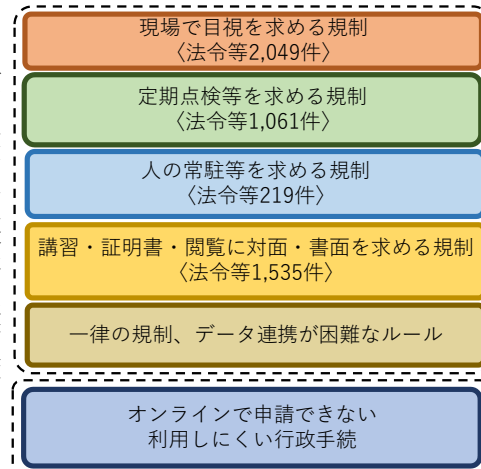 現場で目視を求める規制
〈法令等2,049件〉
定期点検等を求める規制
〈法令等1,061件〉
人の常駐等を求める規制
〈法令等219件〉
講習・証明書・閲覧に対面・書面を求める規制
〈法令等1,535件〉
一律の規制、データ連携が困難なルール
オンラインで申請できない
利用しにくい行政手続